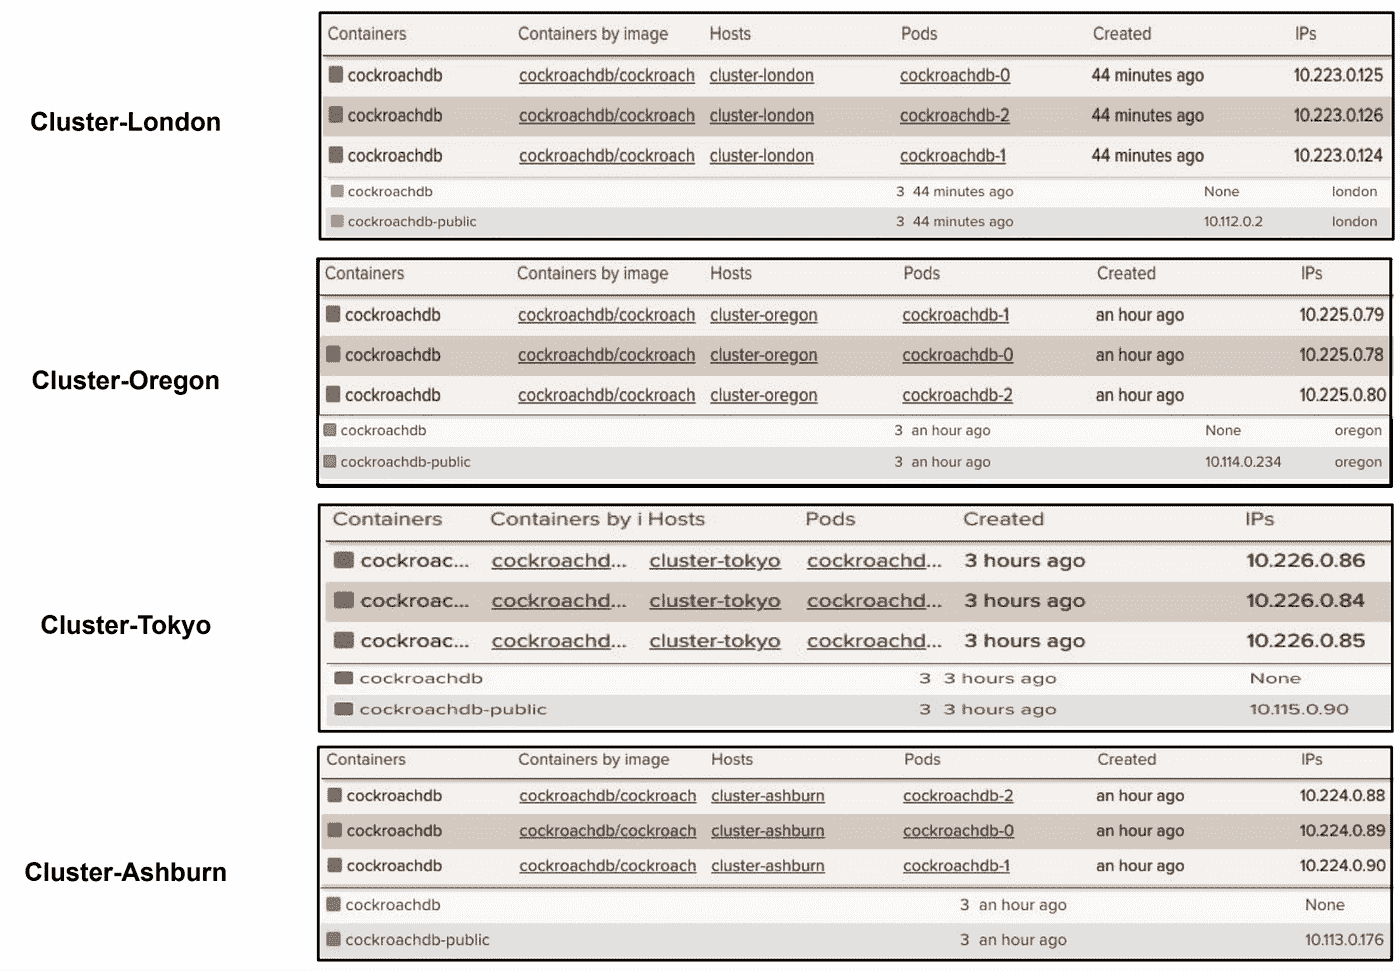 Cluster-London
Containers Containers by image Hosts Pods Created IPs
cockroachdb cockroachdb/cockroach cluster-london cockroachdb-0 44 minutes ago 10.223.0.125
cockroachdb cockroachdb/cockroach cluster-london cockroachdb-2 44 minutes ago 10.223.0.126
cockroachdb cockroachdb/cockroach cluster-london cockroachdb-1 44 minutes ago 10.223.0.124
cockroachdb 3 44 minutes ago None london
cockroachdb-public 3 44 minutes ago 10.112.0.2 london
Cluster-Oregon
Containers Containers by image Hosts Pods Created IPs
cockroachdb cockroachdb/cockroach cluster-oregon cockroachdb-1 an hour ago 10.225.0.79
cockroachdb cockroachdb/cockroach cluster-oregon cockroachdb-0 an hour ago 10.225.0.78
cockroachdb cockroachdb/cockroach cluster-oregon cockroachdb-2 an hour ago 10.225.0.80
cockroachdb 3 an hour ago None oregon
cockroachdb-public 3 an hour ago 10.114.0.234 oregon
Cluster-Tokyo
Containers Containers by i Hosts Pods Created IPs
cockroac... cockroachd... cluster-tokyo cockroachd... 3 hours ago 10.226.0.86
cockroac... cockroachd... cluster-tokyo cockroachd... 3 hours ago 10.226.0.84
cockroac... cockroachd... cluster-tokyo cockroachd... 3 hours ago 10.226.0.85
cockroachdb 3 3 hours ago None
cockroachdb-public 3 3 hours ago 10.115.0.90
Cluster-Ashburn
Containers Containers by image Hosts Pods Created IPs
cockroachdb cockroachdb/cockroach cluster-ashburn cockroachdb-2 an hour ago 10.224.0.88
cockroachdb cockroachdb/cockroach cluster-ashburn cockroachdb-0 an hour ago 10.224.0.89
cockroachdb cockroachdb/cockroach cluster-ashburn cockroachdb-1 an hour ago 10.224.0.90
cockroachdb 3 an hour ago None
cockroachdb-public 3 an hour ago 10.113.0.176